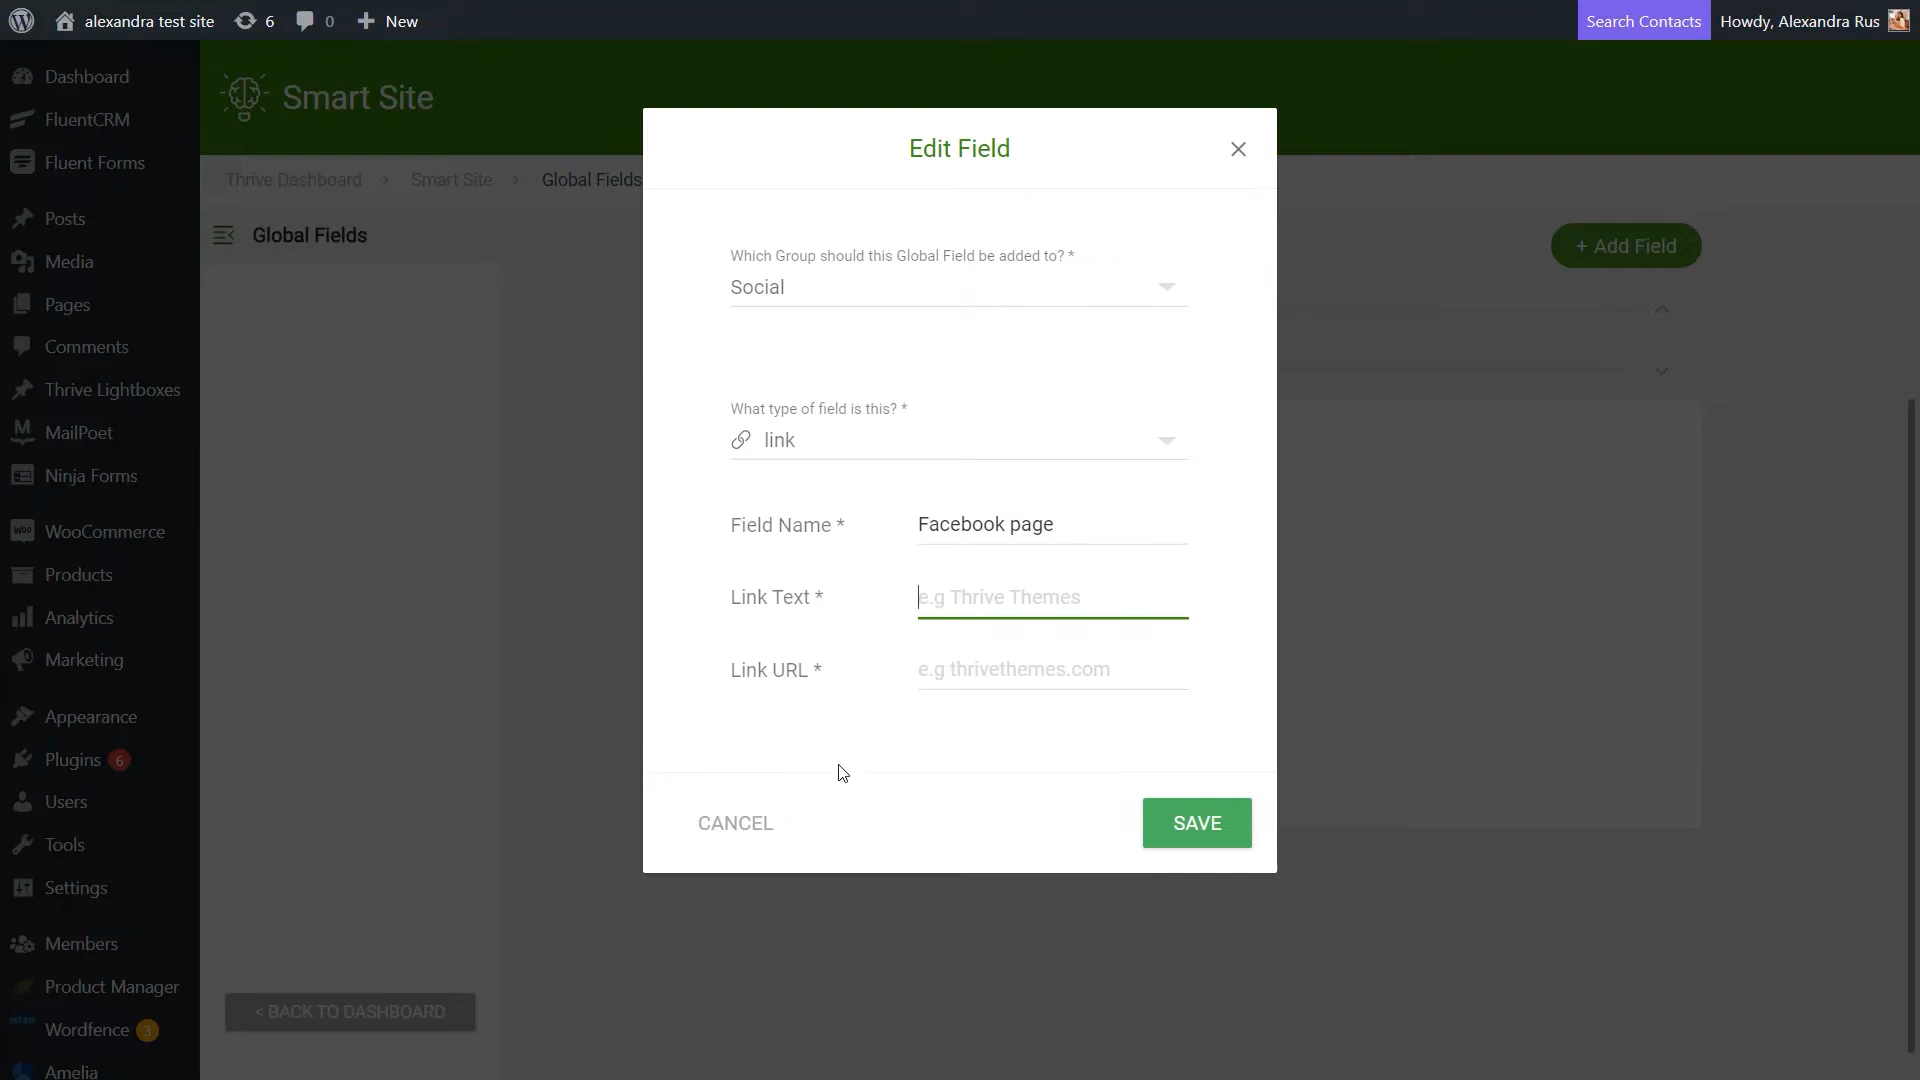 alexandra test site 6 0 New
Search Contacts Howdy, Alexandra Rus
Dashboard
FluentCRM
Fluent Forms
Posts
Media
Pages
Comments
Thrive Lightboxes
MailPoet
Ninja Forms
WooCommerce
Products
Analytics
Marketing
Appearance
Plugins 6
Users
Tools
Settings
Members
Product Manager
Wordfence 3
Amelia
Smart Site
Thrive Dashboard > Smart Site > Global Fields
Global Fields
+ Add Field
< BACK TO DASHBOARD
Edit Field
Which Group should this Global Field be added to? *
Social
What type of field is this? *
link
Field Name * Facebook page
Link Text * e.g Thrive Themes
Link URL * e.g thrivethemes.com
CANCEL SAVE